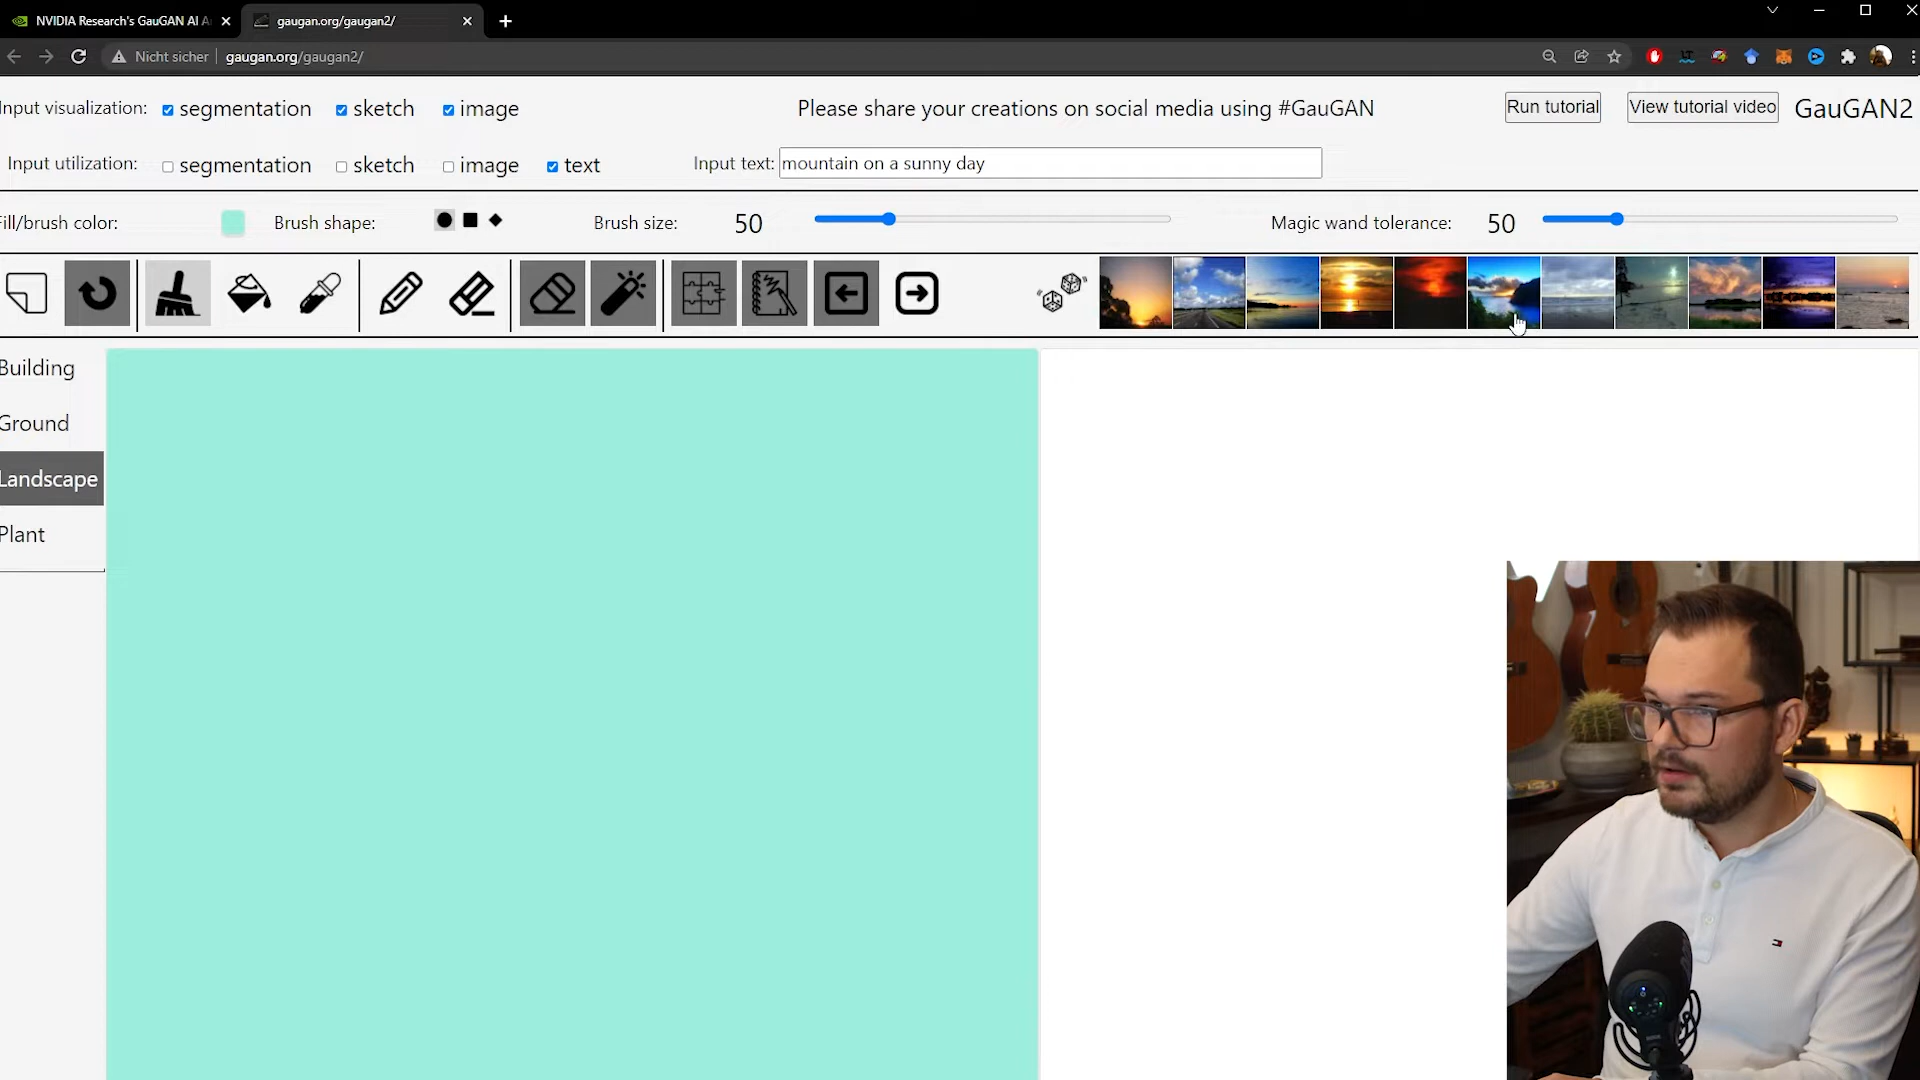 NVIDIA Research's GauGAN AI A
gaugan.org/gaugan2/
Nicht sicher
gaugan.org/gaugan2/
nput visualization: segmentation sketch image
Please share your creations on social media using #GauGAN
Run tutorial
View tutorial video
GauGAN2
Input utilization: segmentation sketch image text
Input text: mountain on a sunny day
Fill/brush color:
Brush shape:
Brush size: 50
Magic wand tolerance: 50
Building
Ground
Landscape
Plant